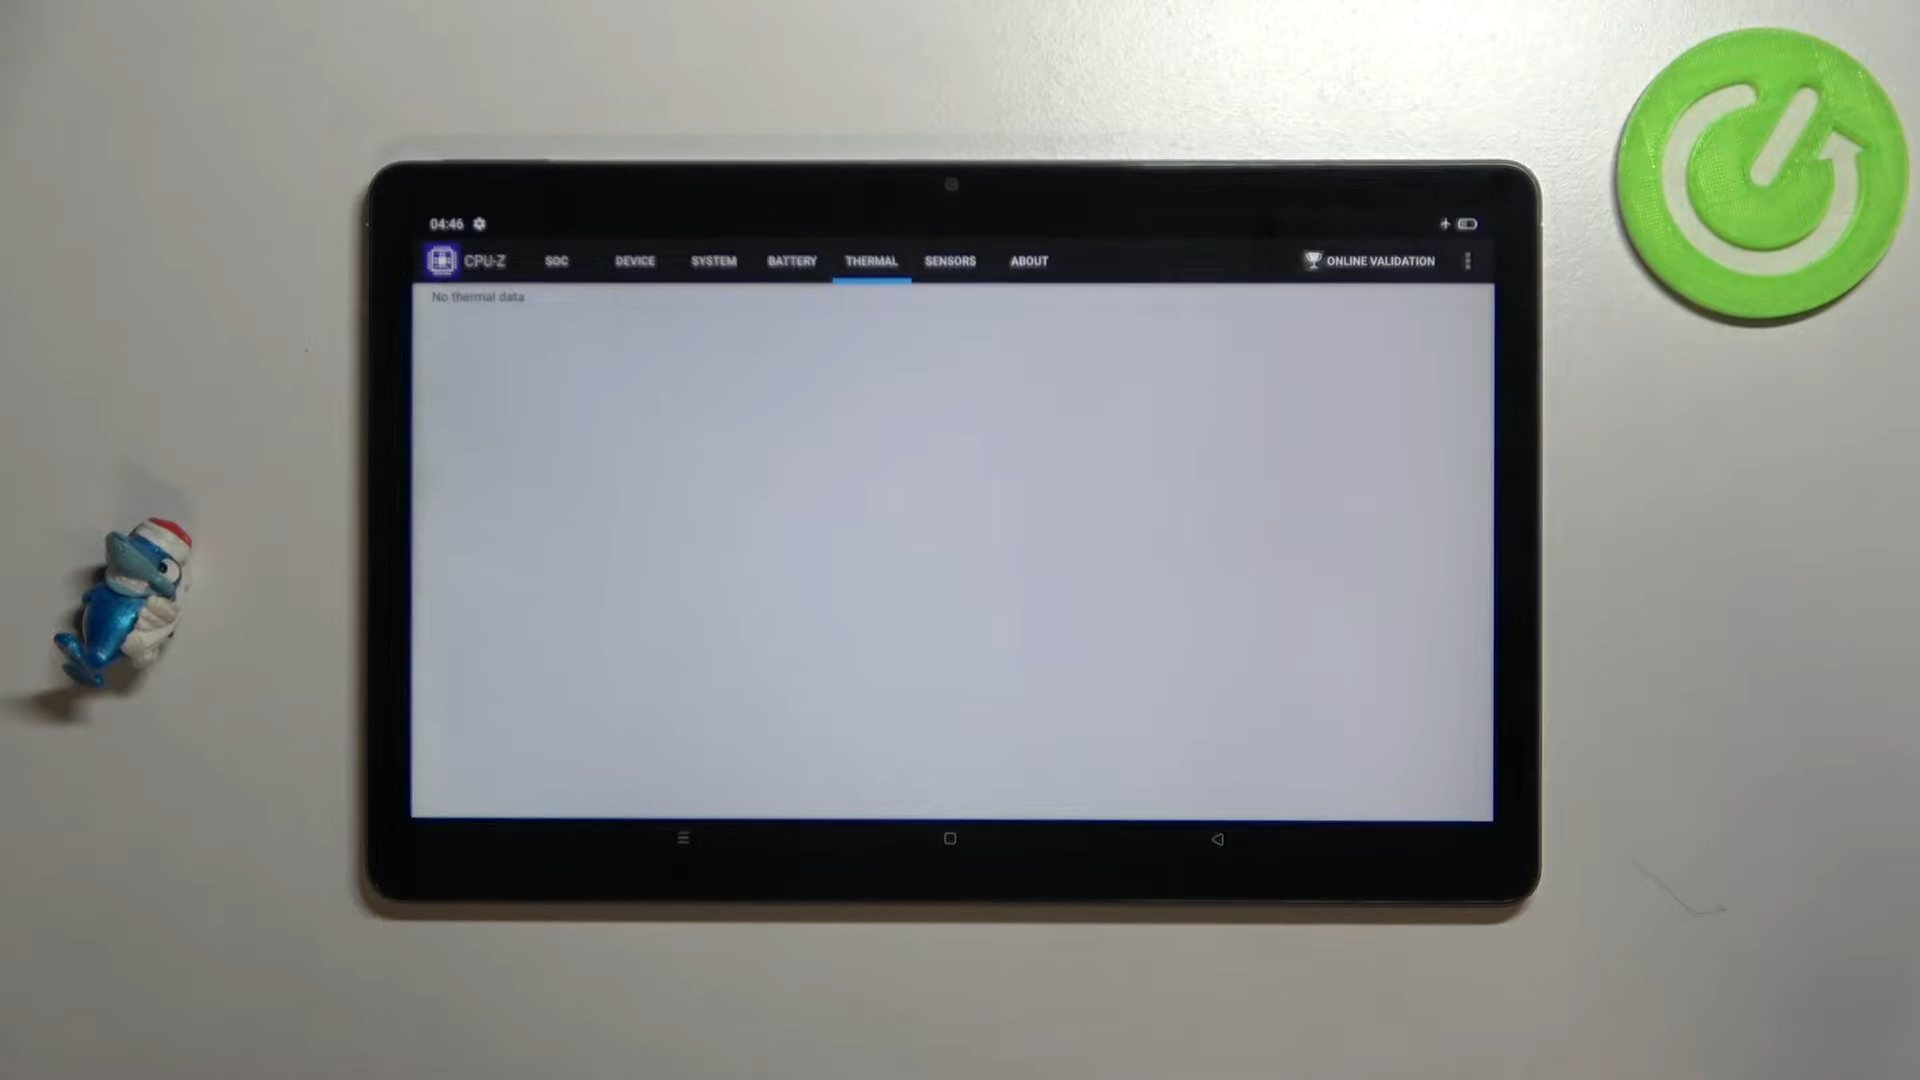 04:46
CPU-Z SOC DEVICE SYSTEM BATTERY THERMAL SENSORS ABOUT ONLINE VALIDATION
No thermal data